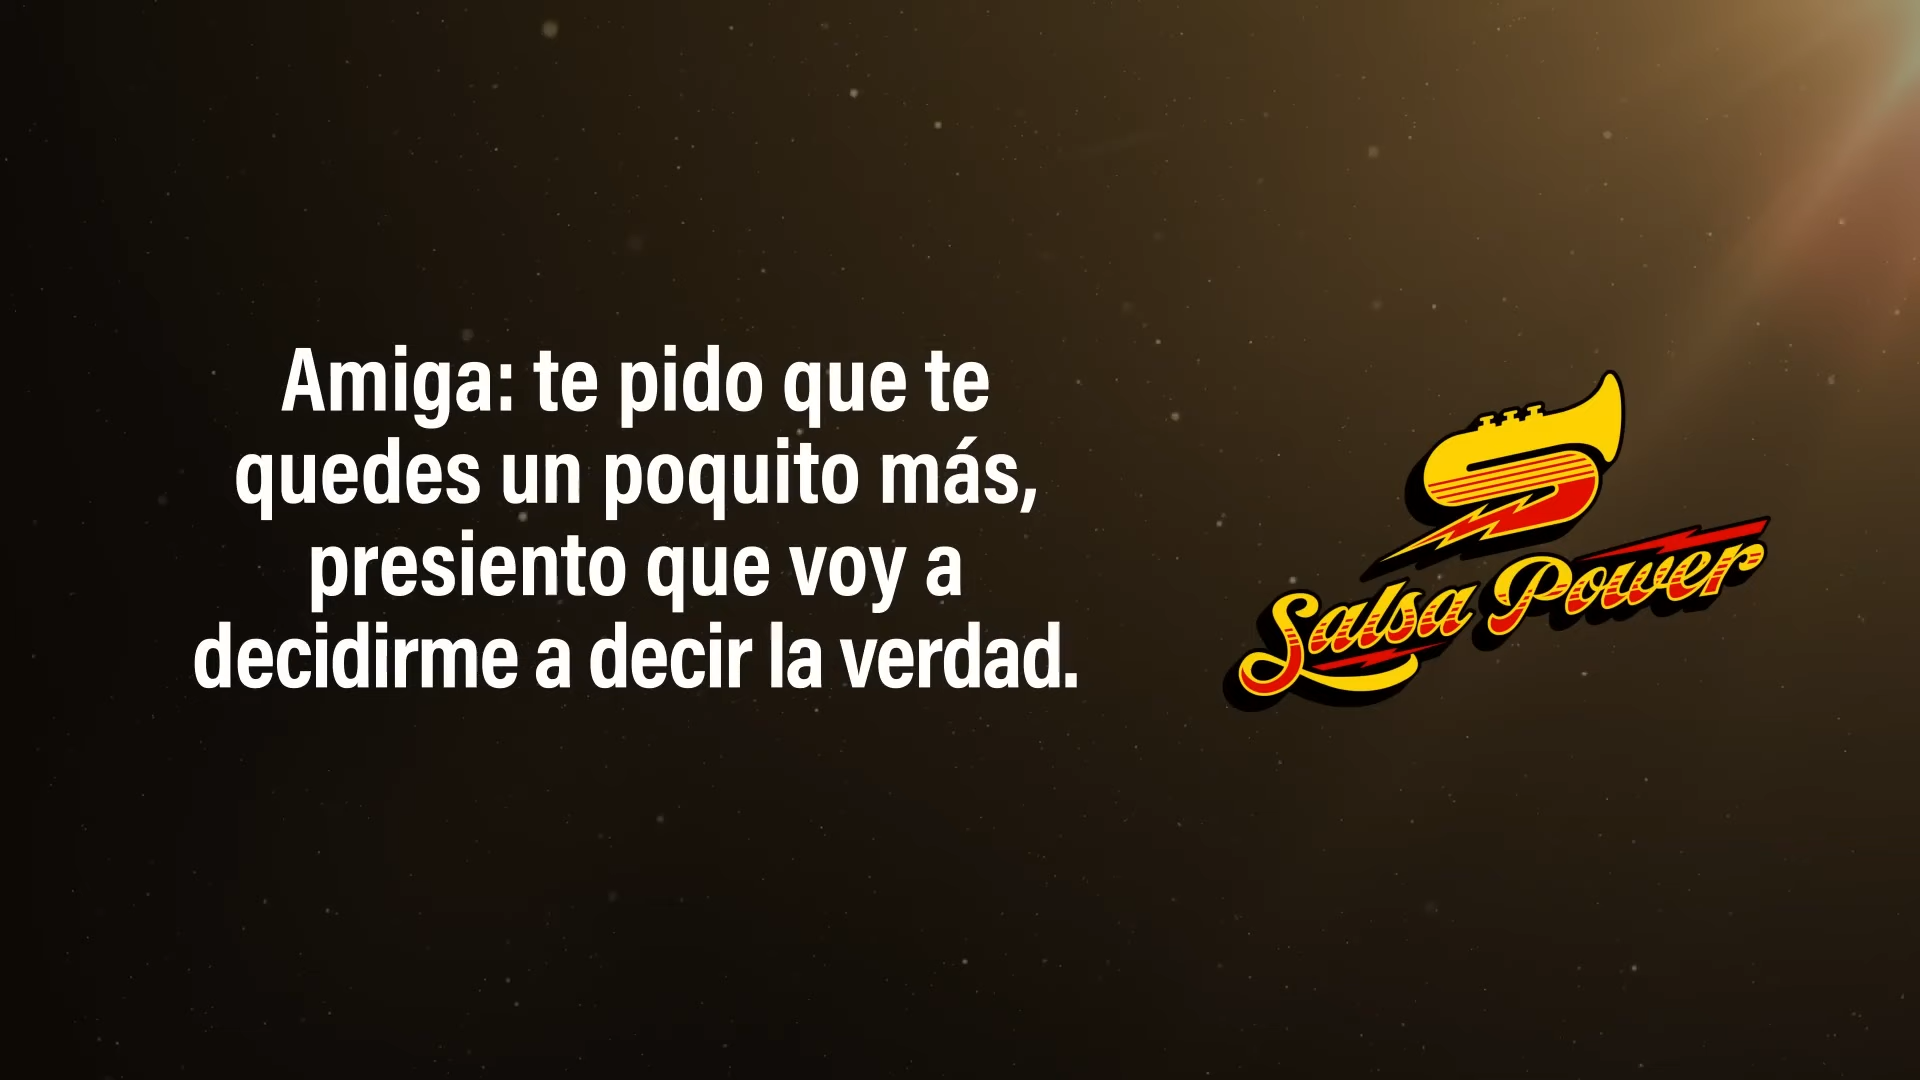 Amiga: te pido que te
quedes un poquito más,
presiento que voy a
decidirme a decir la verdad.
Salsa Power